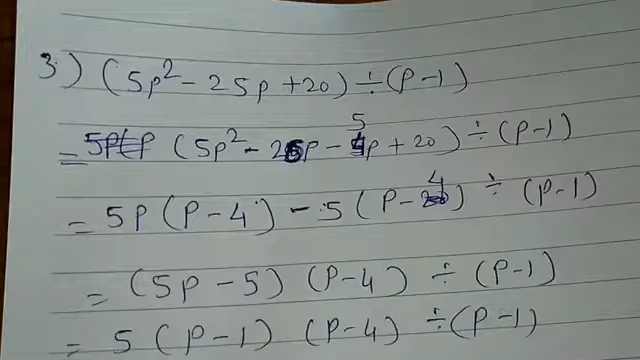 3) (5p² - 25p + 20) ÷ (p-1)
= (5p² - 20p - 5p + 20) ÷ (p-1)
= 5p (p-4) - 5 (p-4) ÷ (p-1)
= (5p-5) (p-4) ÷ (p-1)
= 5 (p-1) (p-4) ÷ (p-1)